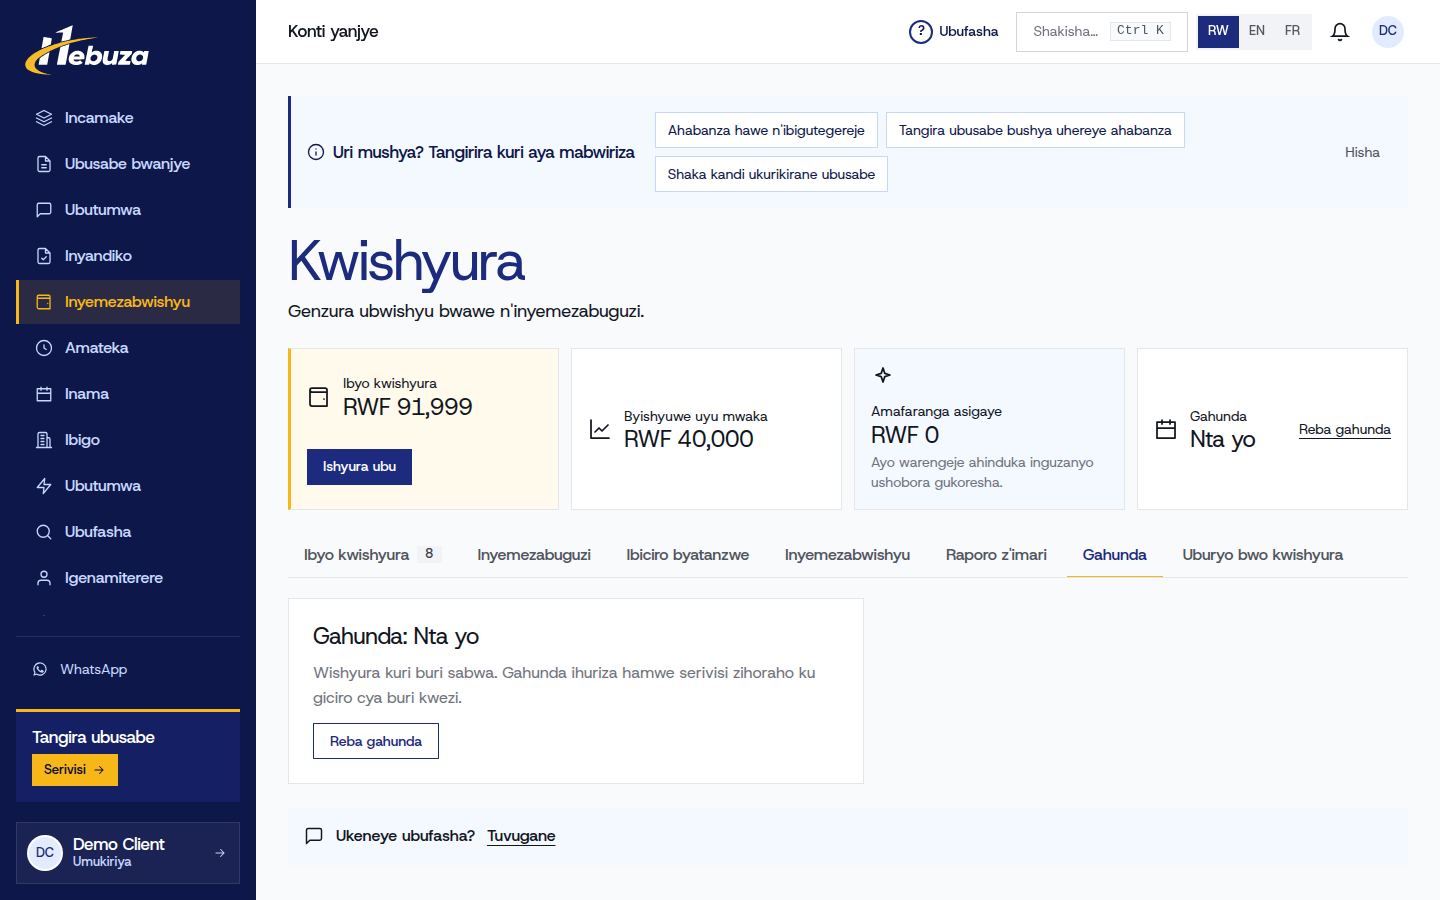 Hebuza
Incamake
Ubusabe bwanjye
Ubutumwa
Inyandiko
Inyemezabwishyu
Amateka
Inama
Ibigo
Ubutumwa
Ubufasha
Igenamiterere
WhatsApp
Tangira ubusabe
Serivisi
DC
Demo Client
Umukiriya
Konti yanjye
? Ubufasha
Shakisha... Ctrl K
RW EN FR
DC
Uri mushya? Tangirira kuri aya mabwiriza
Ahabanza hawe n'ibigutegereje
Tangira ubusabe bushya uhereye ahabanza
Shaka kandi ukurikirane ubusabe
Hisha
Kwishyura
Genzura ubwishyu bwawe n'inyemezabuguzi.
Ibyo kwishyura
RWF 91,999
Ishyura ubu
Byishyuwe uyu mwaka
RWF 40,000
Amafaranga asigaye
RWF 0
Ayo warengeje ahinduka inguzanyo
ushobora gukoresha.
Gahunda
Nta yo
Reba gahunda
Ibyo kwishyura 8
Inyemezabuguzi
Ibiciro byatanzwe
Inyemezabwishyu
Raporo z'imari
Gahunda
Uburyo bwo kwishyura
Gahunda: Nta yo
Wishyura kuri buri sabwa. Gahunda ihuriza hamwe serivisi zihoraho ku
giciro cya buri kwezi.
Reba gahunda
Ukeneye ubufasha? Tuvugane